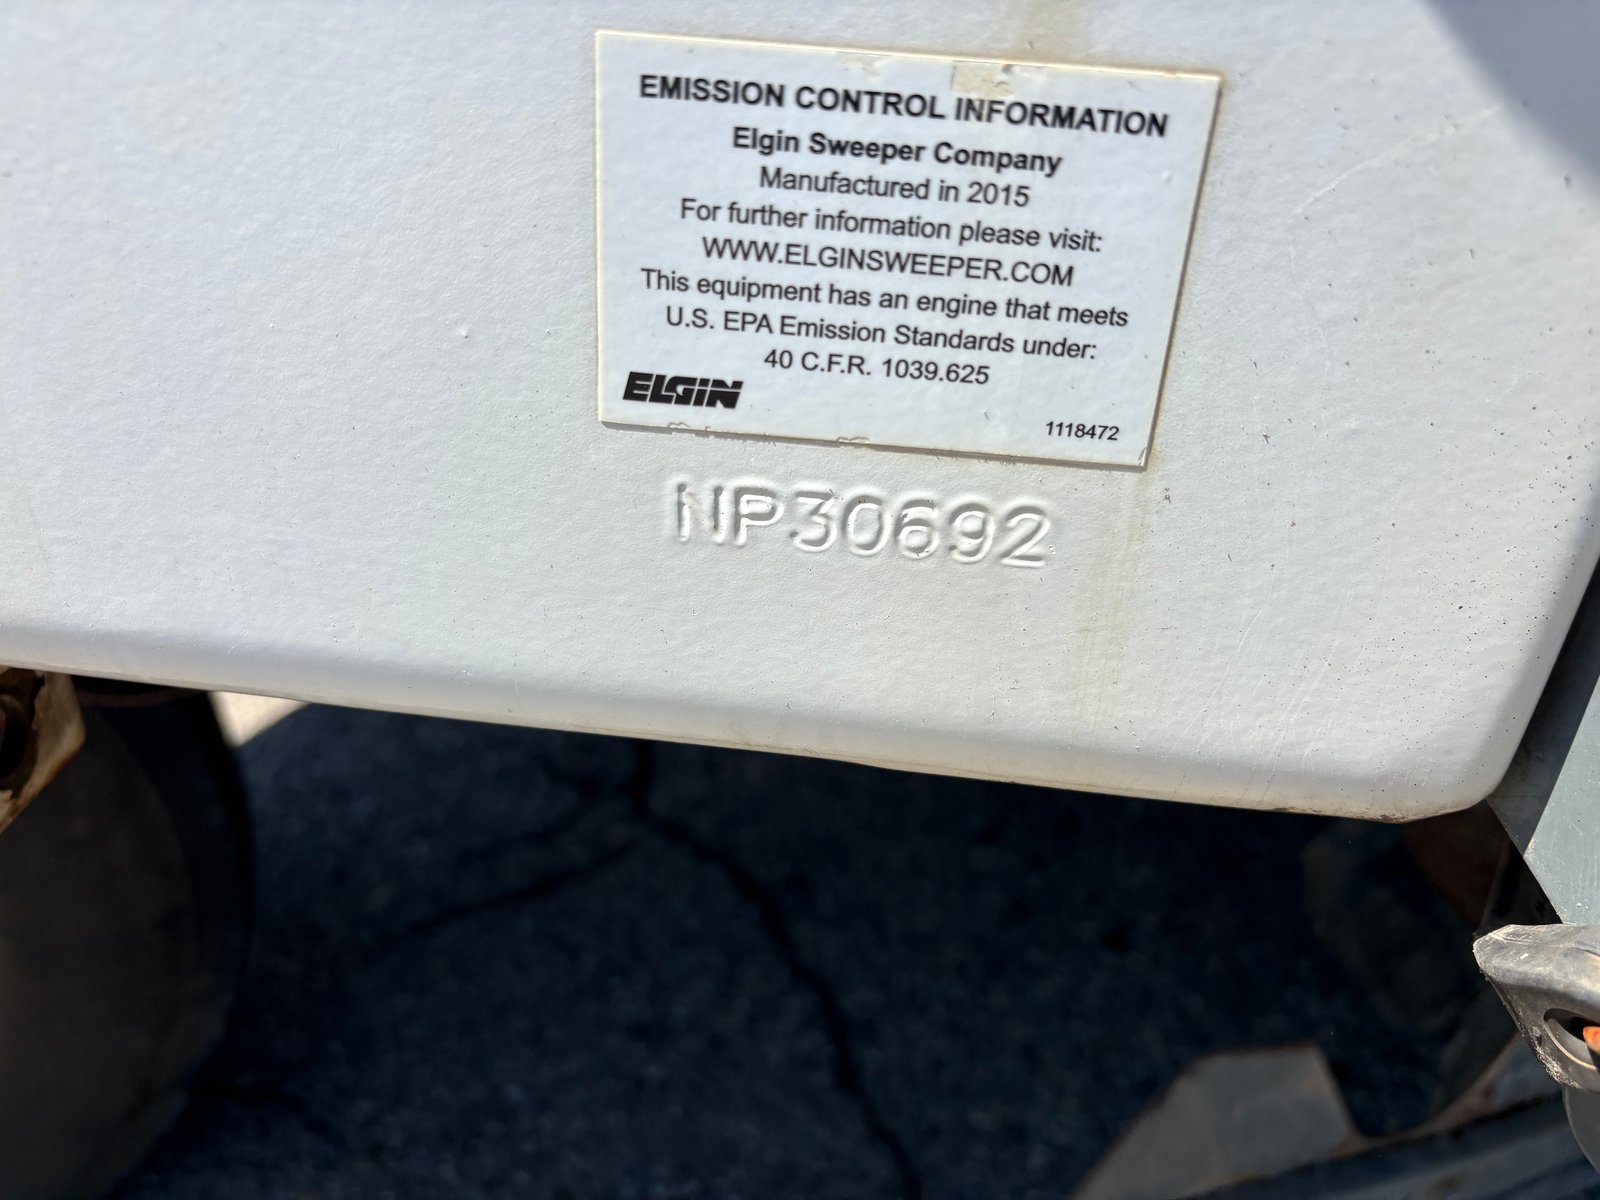 EMISSION CONTROL INFORMATION
Elgin Sweeper Company
Manufactured in 2015
For further information please visit:
WWW.ELGINSWEEPER.COM
This equipment has an engine that meets
U.S. EPA Emission Standards under:
40 C.F.R. 1039.625
ELGIN
1118472
NP30692